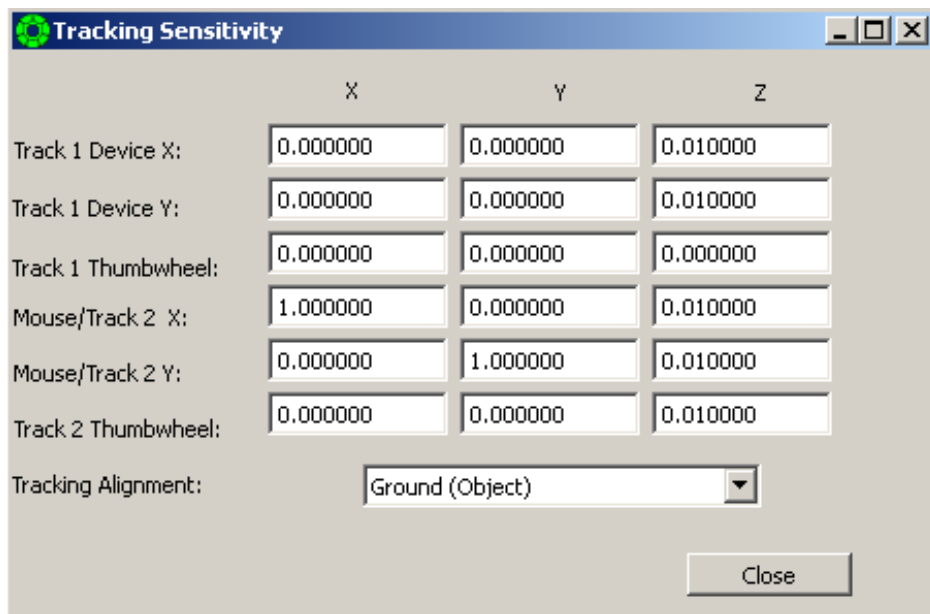 Tracking Sensitivity
X Y Z
Track 1 Device X: 0.000000 0.000000 0.010000
Track 1 Device Y: 0.000000 0.000000 0.010000
Track 1 Thumbwheel: 0.000000 0.000000 0.000000
Mouse/Track 2  X: 1.000000 0.000000 0.010000
Mouse/Track 2 Y: 0.000000 1.000000 0.010000
Track 2 Thumbwheel: 0.000000 0.000000 0.010000
Tracking Alignment: Ground (Object)
Close